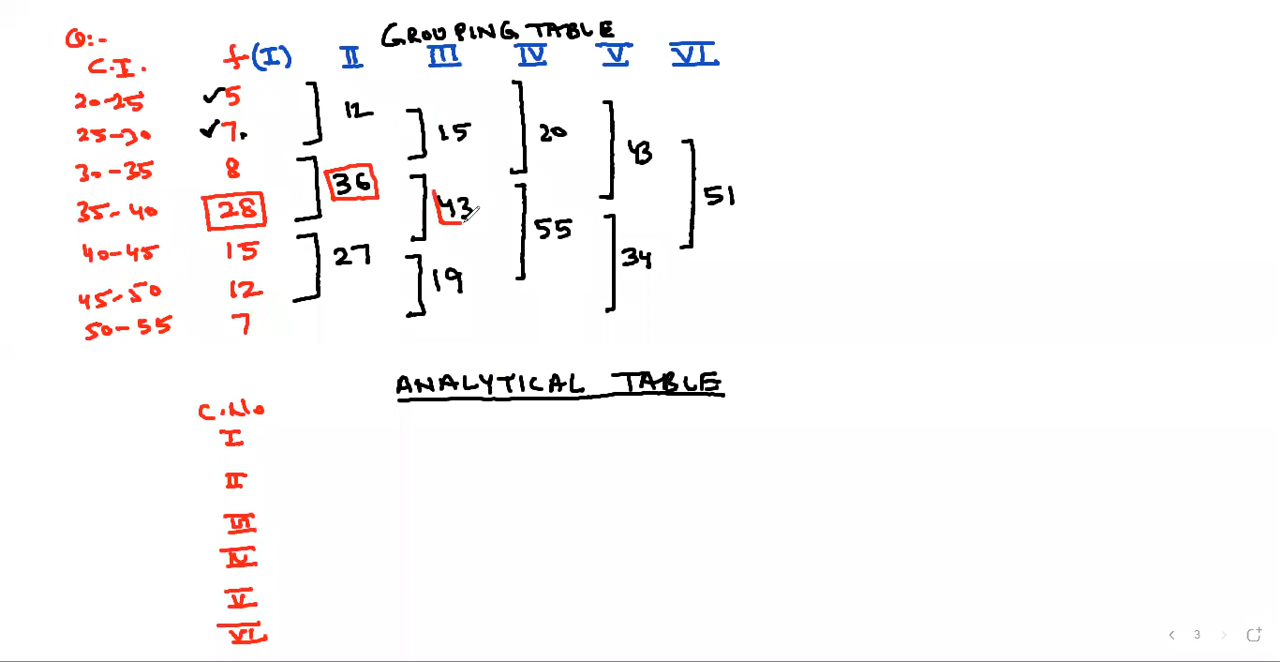 GROUPING TABLE
Q:-
C.I. f(I) II III IV V VI
20-25 5 12
25-30 7 15 20
30-35 8 36 43
35-40 28 43 51
40-45 15 27 55 34
45-50 12 19
50-55 7
ANALYTICAL TABLE
C.No
I
II
III
IV
V
VI
3